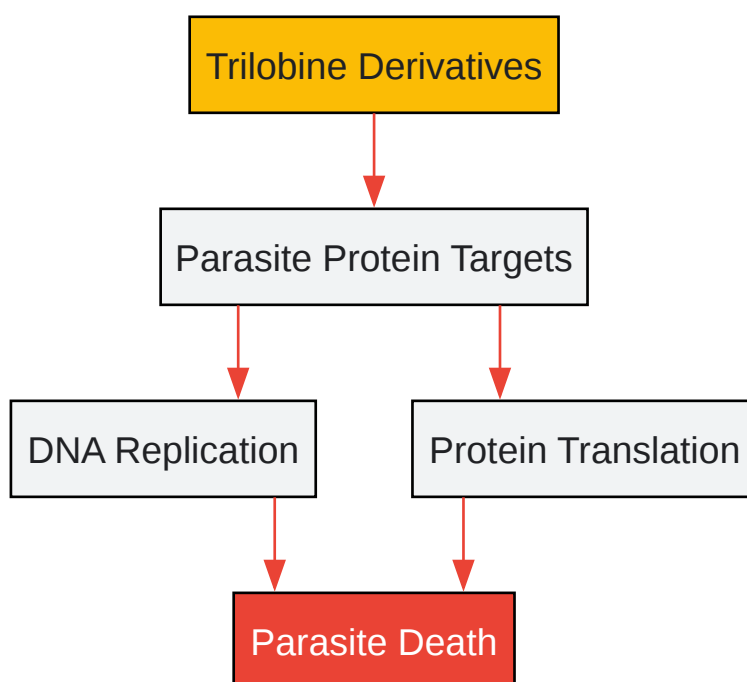 Trilobine Derivatives
Parasite Protein Targets
DNA Replication
Protein Translation
Parasite Death